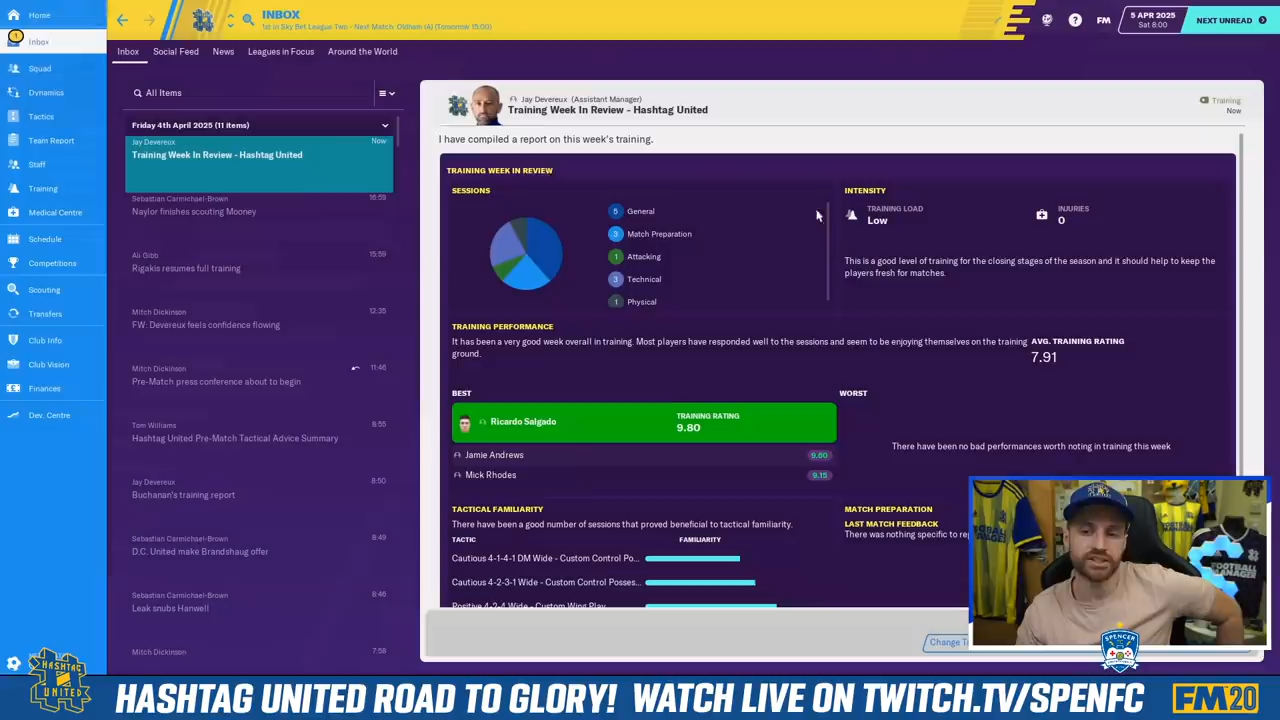 Home
INBOX
1st in Sky Bet League Two - Next Match: Oldham (A) (Tomorrow 15:00)
FM
5 APR 2025
Sat 8:00
NEXT UNREAD
1
Inbox
Squad
Dynamics
Tactics
Team Report
Staff
Training
Medical Centre
Schedule
Competitions
Scouting
Transfers
Club Info
Club Vision
Finances
Dev. Centre
Inbox
Social Feed
News
Leagues in Focus
Around the World
All Items
Friday 4th April 2025 (11 items)
Jay Devereux
Now
Training Week In Review - Hashtag United
Sebastian Carmichael-Brown
16:59
Naylor finishes scouting Mooney
Ali Gibb
15:59
Rigakis resumes full training
Mitch Dickinson
12:35
FW: Devereux feels confidence flowing
Mitch Dickinson
11:46
Pre-Match press conference about to begin
Tom Williams
8:55
Hashtag United Pre-Match Tactical Advice Summary
Jay Devereux
8:50
Buchanan's training report
Sebastian Carmichael-Brown
8:49
D.C. United make Brandshaug offer
Sebastian Carmichael-Brown
8:46
Leak snubs Hanwell
Mitch Dickinson
7:58
Jay Devereux (Assistant Manager)
Training Week In Review - Hashtag United
Training
Now
I have compiled a report on this week's training.
TRAINING WEEK IN REVIEW
SESSIONS
5 General
3 Match Preparation
1 Attacking
3 Technical
1 Physical
INTENSITY
TRAINING LOAD
Low
INJURIES
0
This is a good level of training for the closing stages of the season and it should help to keep the
players fresh for matches.
TRAINING PERFORMANCE
It has been a very good week overall in training. Most players have responded well to the sessions and seem to be enjoying themselves on the training
ground.
AVG. TRAINING RATING
7.91
BEST
Ricardo Salgado
TRAINING RATING
9.80
Jamie Andrews
9.60
Mick Rhodes
9.15
WORST
There have been no bad performances worth noting in training this week
TACTICAL FAMILIARITY
There have been a good number of sessions that proved beneficial to tactical familiarity.
TACTIC
FAMILIARITY
Cautious 4-1-4-1 DM Wide - Custom Control Po...
Cautious 4-2-3-1 Wide - Custom Control Posses...
Positive 4-2-4 Wide - Custom Wing Play
MATCH PREPARATION
LAST MATCH FEEDBACK
There was nothing specific to re
Change T
FOOTBALL
MANAGER
SPENCER
HASHTAG
UNITED
HASHTAG UNITED ROAD TO GLORY! WATCH LIVE ON TWITCH.TV/SPENFC
FM20